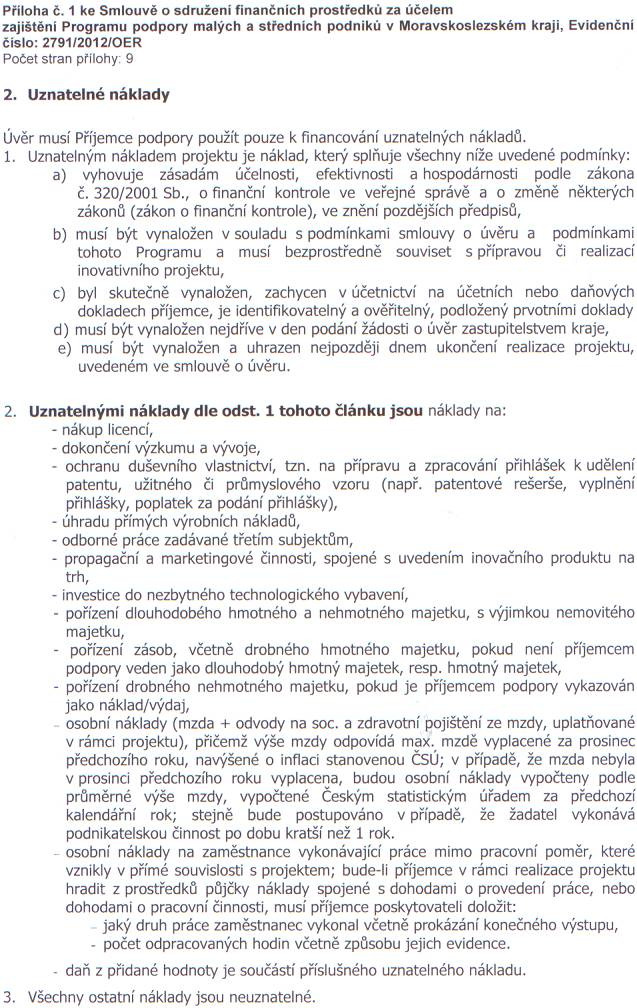 Příloha č. 1 ke Smlouvě o sdružení finančních prostředků za účelem
zajištění Programu podpory malých a středních podniků v Moravskoslezském kraji, Evidenční
číslo: 2791/2012/OER
Počet stran přílohy: 9
2. Uznatelné náklady
Úvěr musí Příjemce podpory použít pouze k financování uznatelných nákladů.
1. Uznatelným nákladem projektu je náklad, který splňuje všechny níže uvedené podmínky:
a) vyhovuje zásadám účelnosti, efektivnosti a hospodárnosti podle zákona
č. 320/2001 Sb., o finanční kontrole ve veřejné správě a o změně některých
zákonů (zákon o finanční kontrole), ve znění pozdějších předpisů,
b) musí být vynaložen v souladu s podmínkami smlouvy o úvěru a podmínkami
tohoto Programu a musí bezprostředně souviset s přípravou či realizací
inovativního projektu,
c) byl skutečně vynaložen, zachycen v účetnictví na účetních nebo daňových
dokladech příjemce, je identifikovatelný a ověřitelný, podložený prvotními doklady
d) musí být vynaložen nejdříve v den podání žádosti o úvěr zastupitelstvem kraje,
e) musí být vynaložen a uhrazen nejpozději dnem ukončení realizace projektu,
uvedeném ve smlouvě o úvěru.
2. Uznatelnými náklady dle odst. 1 tohoto článku jsou náklady na:
- nákup licencí,
- dokončení výzkumu a vývoje,
- ochranu duševního vlastnictví, tzn. na přípravu a zpracování přihlášek k udělení
patentu, užitného či průmyslového vzoru (např. patentové rešerše, vyplnění
přihlášky, poplatek za podání přihlášky),
- úhradu přímých výrobních nákladů,
- odborné práce zadávané třetím subjektům,
- propagační a marketingové činnosti, spojené s uvedením inovačního produktu na
trh,
- investice do nezbytného technologického vybavení,
- pořízení dlouhodobého hmotného a nehmotného majetku, s výjimkou nemovitého
majetku,
- pořízení zásob, včetně drobného hmotného majetku, pokud není příjemcem
podpory veden jako dlouhodobý hmotný majetek, resp. hmotný majetek,
- pořízení drobného nehmotného majetku, pokud je příjemcem podpory vykazován
jako náklad/výdaj,
- osobní náklady (mzda + odvody na soc. a zdravotní pojištění ze mzdy, uplatňované
v rámci projektu), přičemž výše mzdy odpovídá max. mzdě vyplacené za prosinec
předchozího roku, navýšené o inflaci stanovenou ČSÚ; v případě, že mzda nebyla
v prosinci předchozího roku vyplacena, budou osobní náklady vypočteny podle
průměrné výše mzdy, vypočtené Českým statistickým úřadem za předchozí
kalendářní rok; stejně bude postupováno v případě, že žadatel vykonává
podnikatelskou činnost po dobu kratší než 1 rok.
- osobní náklady na zaměstnance vykonávající práce mimo pracovní poměr, které
vznikly v přímé souvislosti s projektem; bude-li příjemce v rámci realizace projektu
hradit z prostředků půjčky náklady spojené s dohodami o provedení práce, nebo
dohodami o pracovní činnosti, musí příjemce poskytovateli doložit:
- jaký druh práce zaměstnanec vykonal včetně prokázání konečného výstupu,
- počet odpracovaných hodin včetně způsobu jejich evidence.
- daň z přidané hodnoty je součástí příslušného uznatelného nákladu.
3. Všechny ostatní náklady jsou neuznatelné.